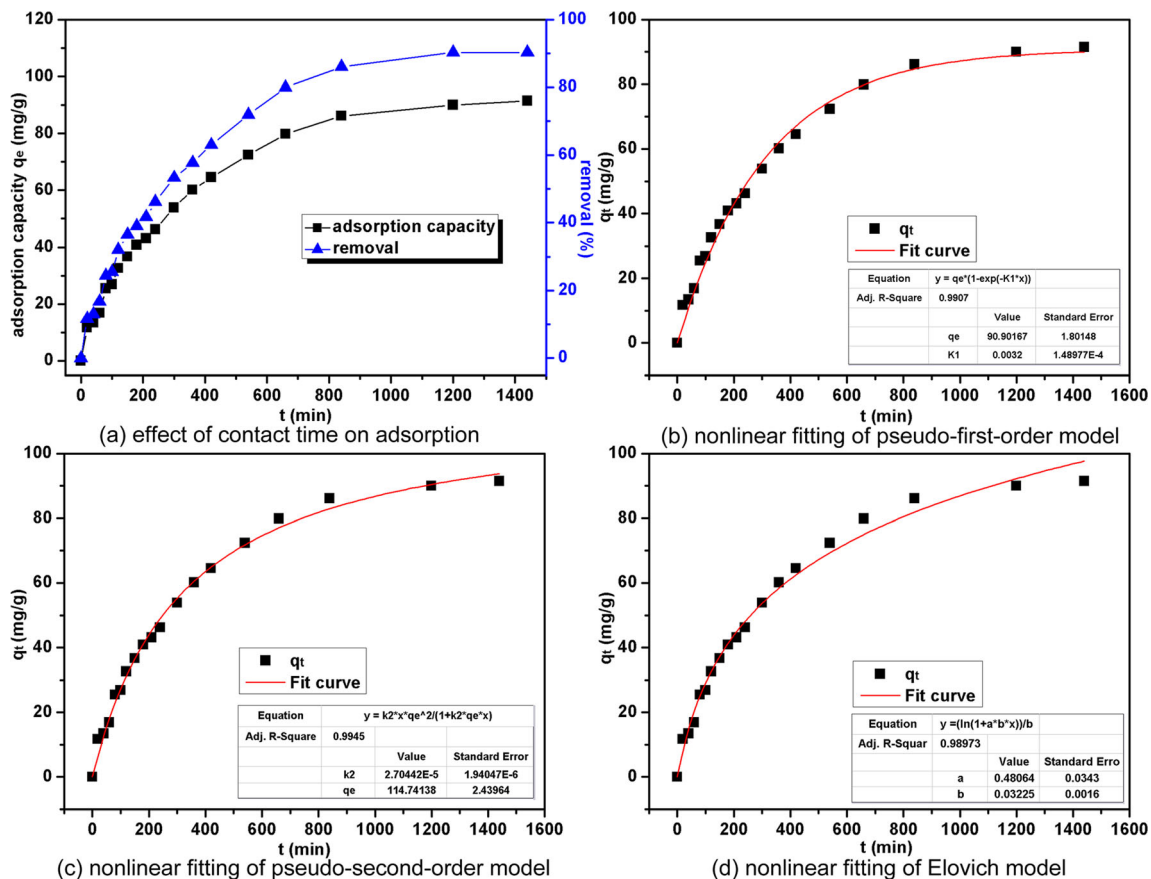 120
100
80
60
40
20
0
adsorption capacity qe (mg/g)
100
80
60
40
20
0
removal (%)
adsorption capacity
removal
0 200 400 600 800 1000 1200 1400
t (min)
(a) effect of contact time on adsorption
100
80
60
40
20
0
qt (mg/g)
qt
Fit curve
Equation y = qe*(1-exp(-K1*x))
Adj. R-Square 0.9907
Value Standard Error
qe 90.90167 1.80148
K1 0.0032 1.48977E-4
0 200 400 600 800 1000 1200 1400 1600
t (min)
(b) nonlinear fitting of pseudo-first-order model
100
80
60
40
20
0
qt (mg/g)
qt
Fit curve
Equation y = k2*x*qe^2/(1+k2*qe*x)
Adj. R-Square 0.9945
Value Standard Error
k2 2.70442E-5 1.94047E-6
qe 114.74138 2.43964
0 200 400 600 800 1000 1200 1400 1600
t (min)
(c) nonlinear fitting of pseudo-second-order model
100
80
60
40
20
0
qt (mg/g)
qt
Fit curve
Equation y =(ln(1+a*b*x))/b
Adj. R-Squar 0.98973
Value Standard Erro
a 0.48064 0.0343
b 0.03225 0.0016
0 200 400 600 800 1000 1200 1400 1600
t (min)
(d) nonlinear fitting of Elovich model